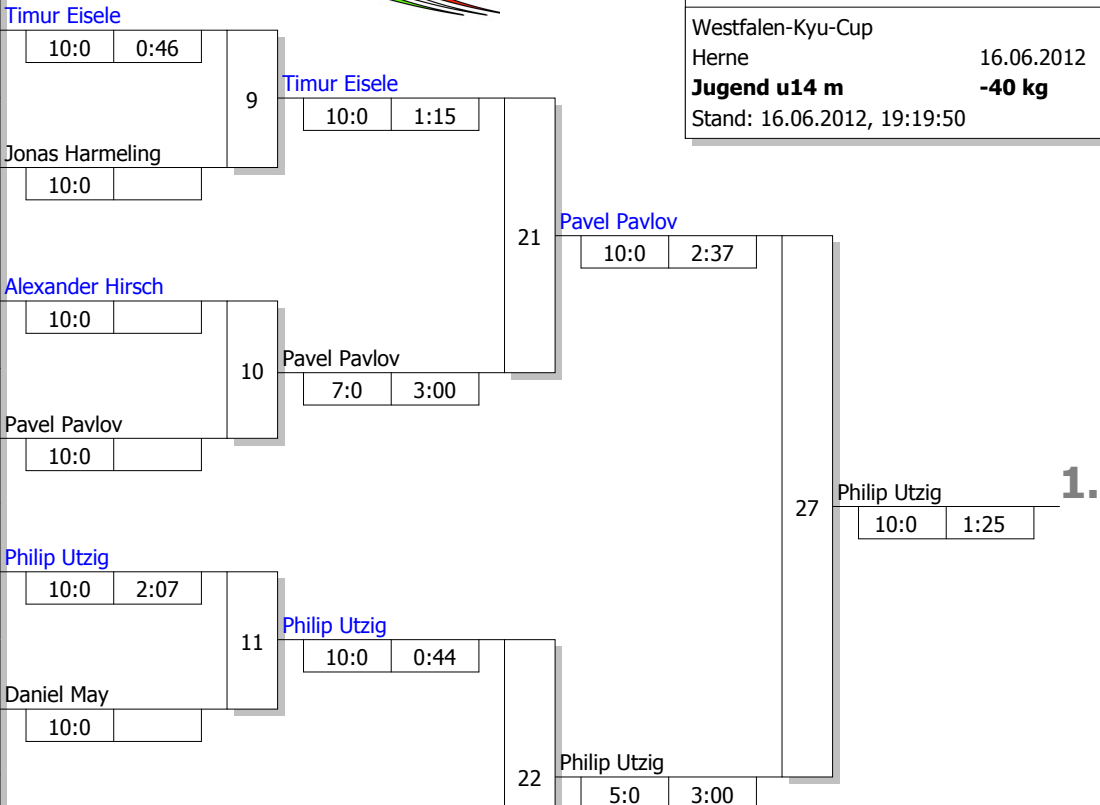 Timur Eisele
10:0 0:46
Westfalen-Kyu-Cup
Herne 16.06.2012
Jugend u14 m -40 kg
Stand: 16.06.2012, 19:19:50
9
Timur Eisele
10:0 1:15
Jonas Harmeling
10:0
21
Pavel Pavlov
10:0 2:37
Alexander Hirsch
10:0
10
Pavel Pavlov
7:0 3:00
Pavel Pavlov
10:0
27
Philip Utzig 1.
10:0 1:25
Philip Utzig
10:0 2:07
11
Philip Utzig
10:0 0:44
Daniel May
10:0
22
Philip Utzig
5:0 3:00